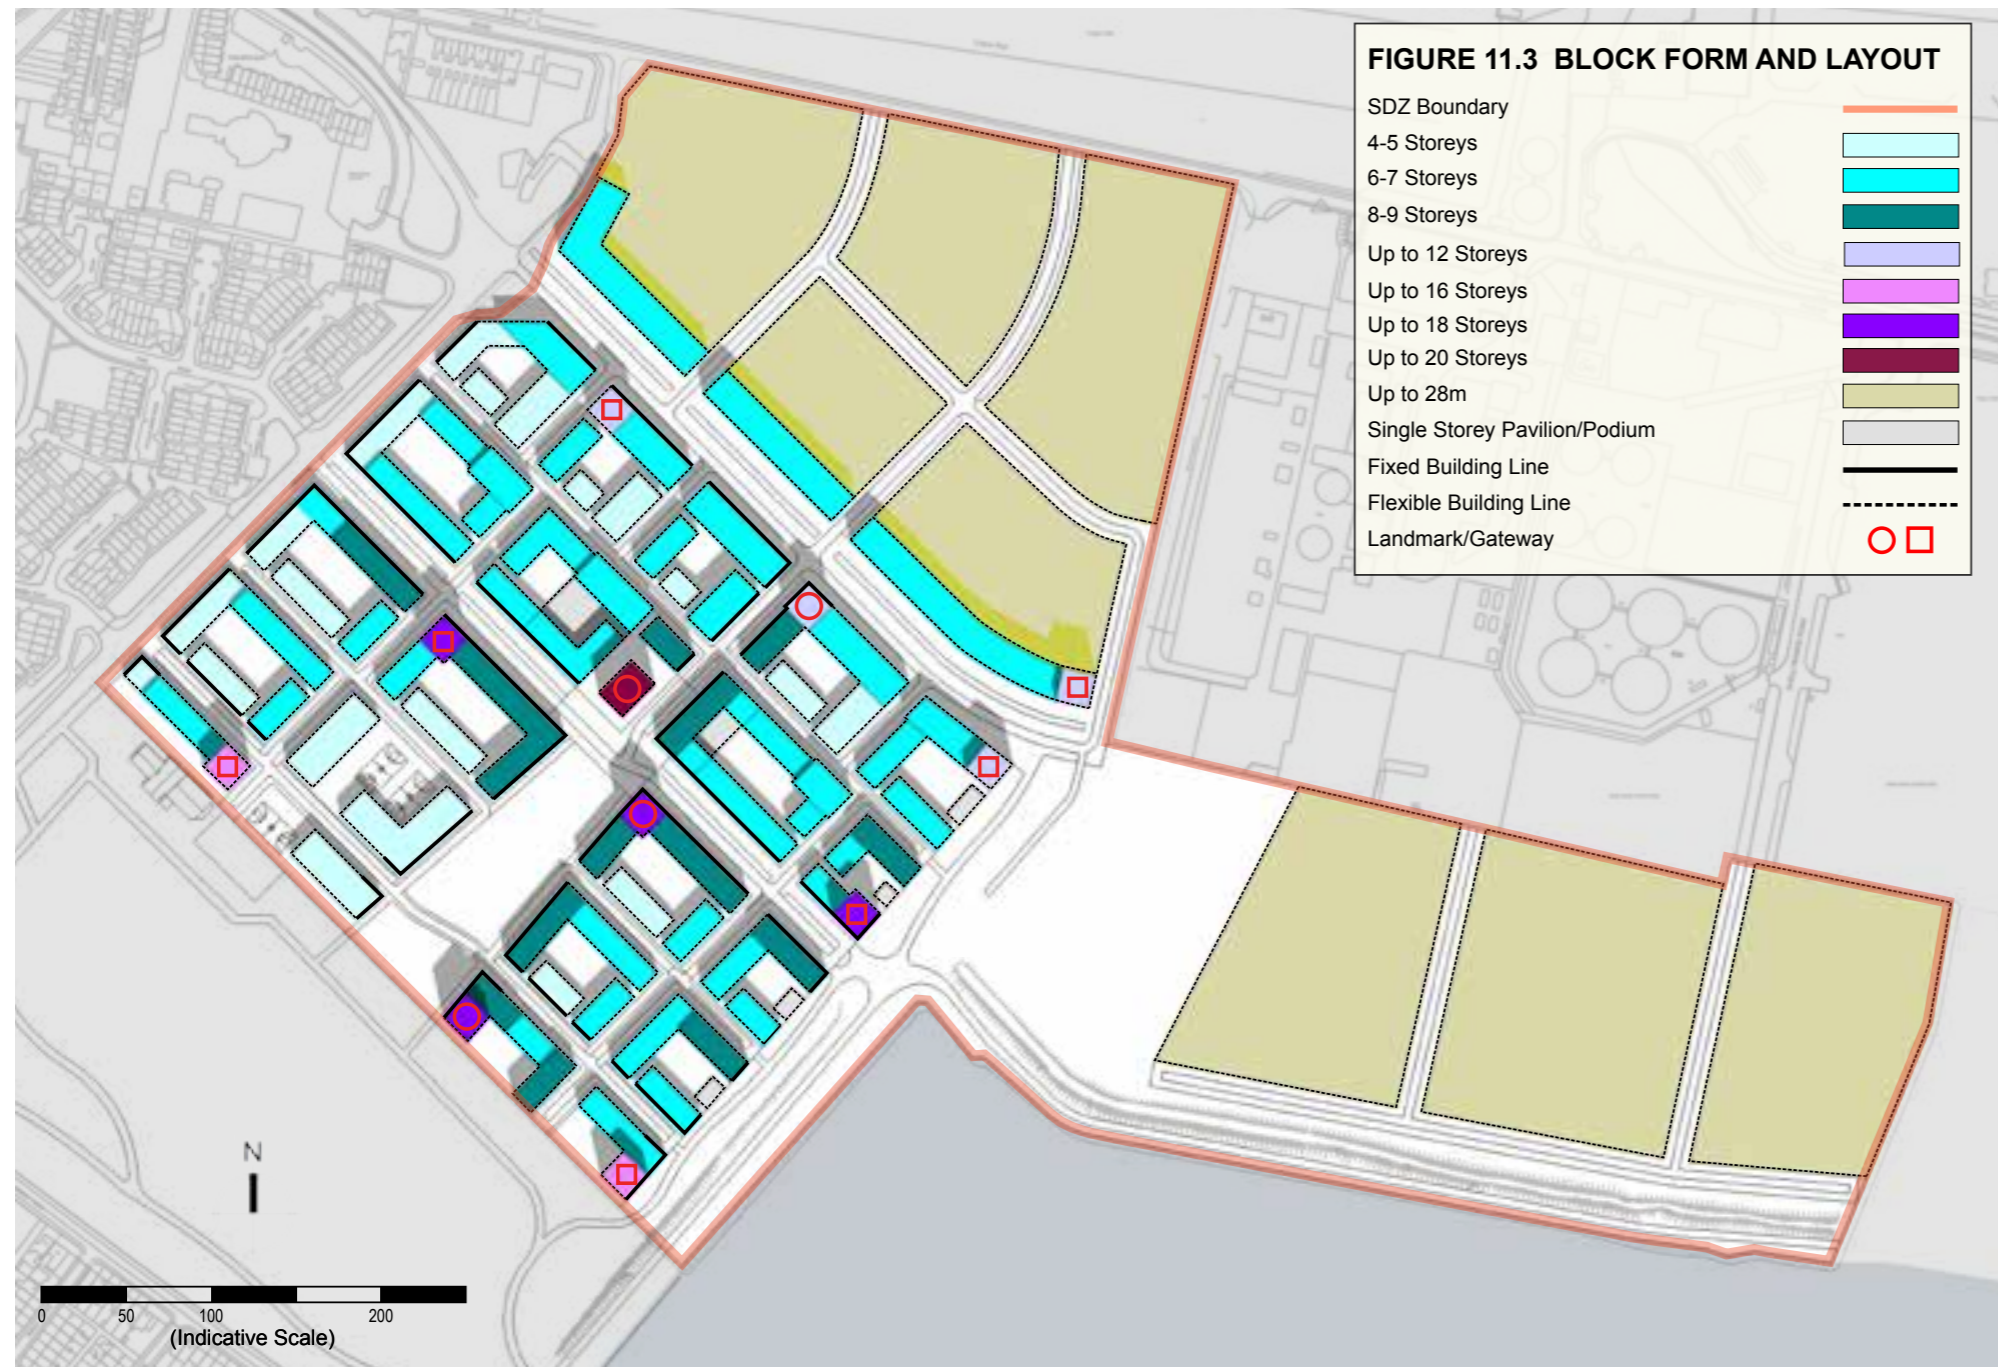 FIGURE 11.3 BLOCK FORM AND LAYOUT
SDZ Boundary
4-5 Storeys
6-7 Storeys
8-9 Storeys
Up to 12 Storeys
Up to 16 Storeys
Up to 18 Storeys
Up to 20 Storeys
Up to 28m
Single Storey Pavilion/Podium
Fixed Building Line
Flexible Building Line
Landmark/Gateway
N
0 50 100 200
(Indicative Scale)